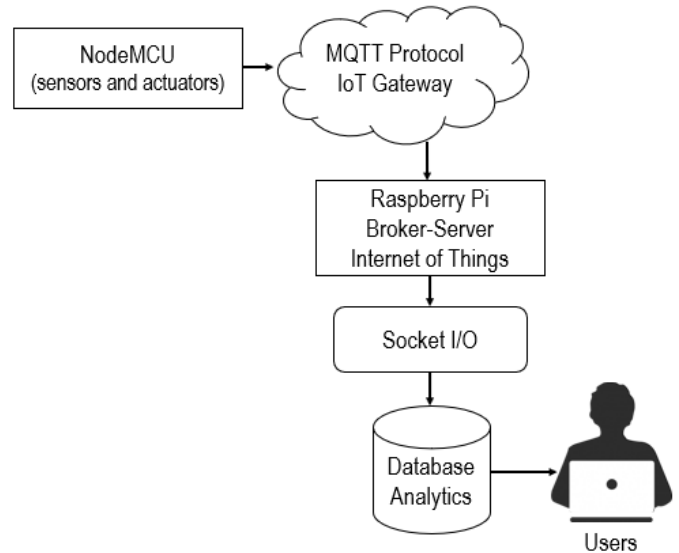 NodeMCU
(sensors and actuators)
MQTT Protocol
IoT Gateway
Raspberry Pi
Broker-Server
Internet of Things
Socket I/O
Database
Analytics
Users